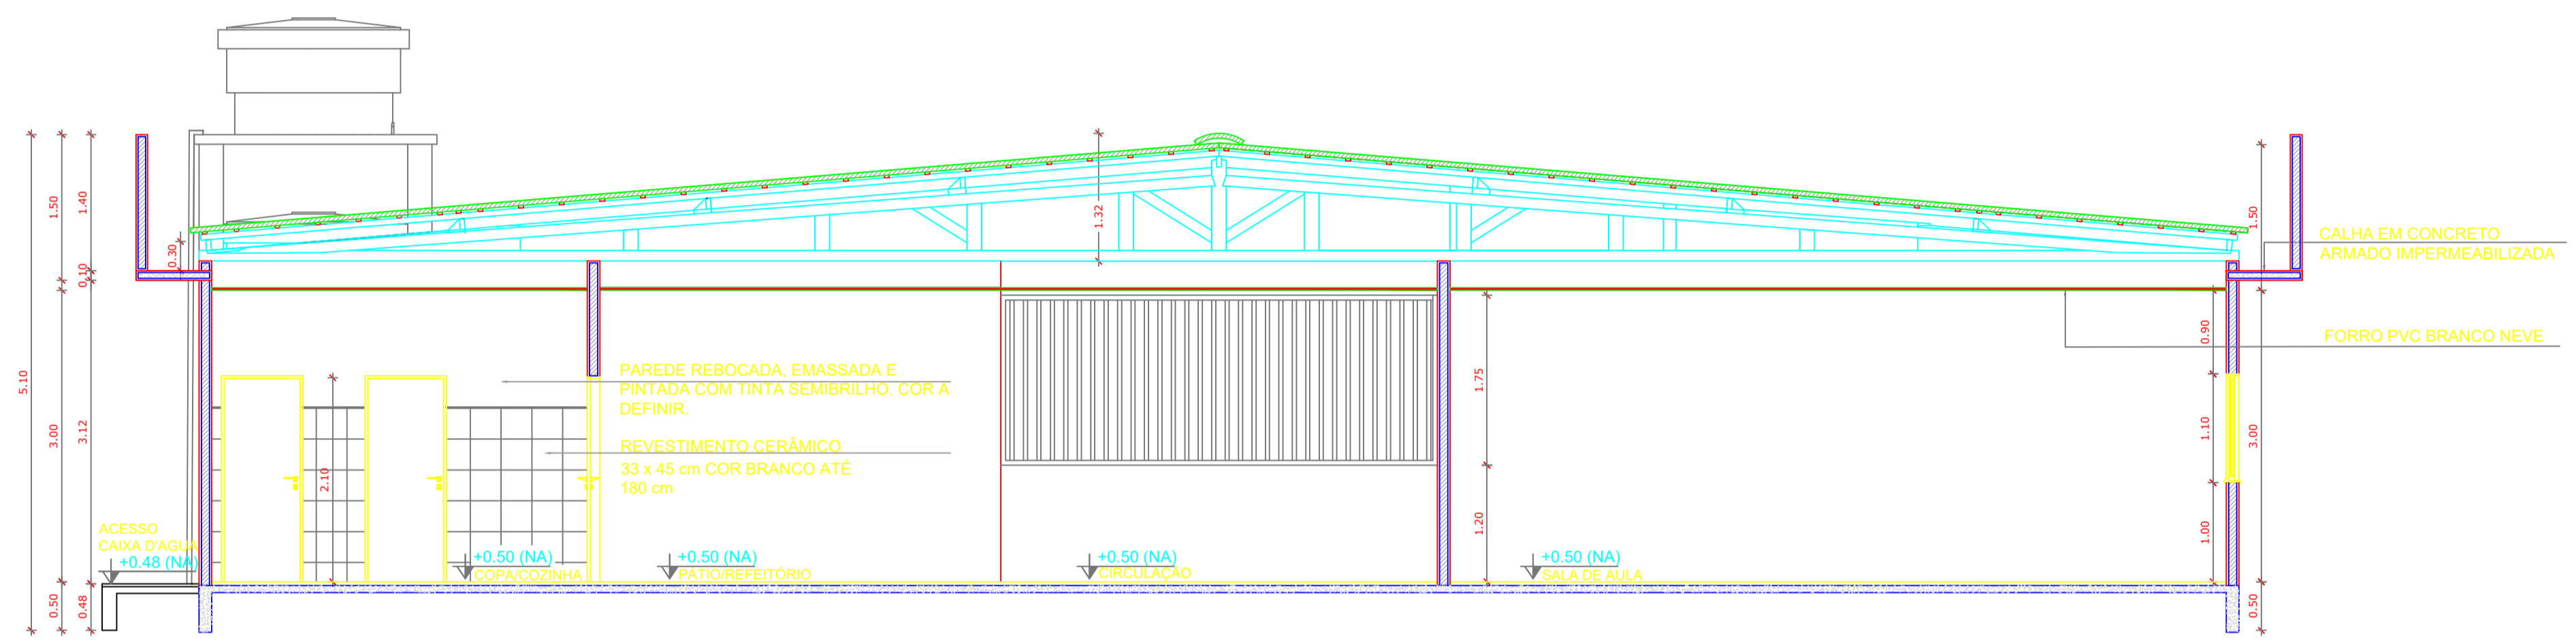 5.10
1.50
3.00
0.50
1.40
0.10
3.12
0.48
0.30
1.32
1.50
CALHA EM CONCRETO
ARMADO IMPERMEABILIZADA
FORRO PVC BRANCO NEVE
PAREDE REBOCADA, EMASSADA E
PINTADA COM TINTA SEMIBRILHO. COR A
DEFINIR.
REVESTIMENTO CERÂMICO
33 x 45 cm COR BRANCO ATÉ
180 cm
2.10
1.75
1.20
0.90
1.10
1.00
3.00
0.50
ACESSO
CAIXA D'AGUA
+0.48 (NA)
+0.50 (NA)
COPA/COZINHA
+0.50 (NA)
PÁTIO/REFEITÓRIO
+0.50 (NA)
CIRCULAÇÃO
+0.50 (NA)
SALA DE AULA